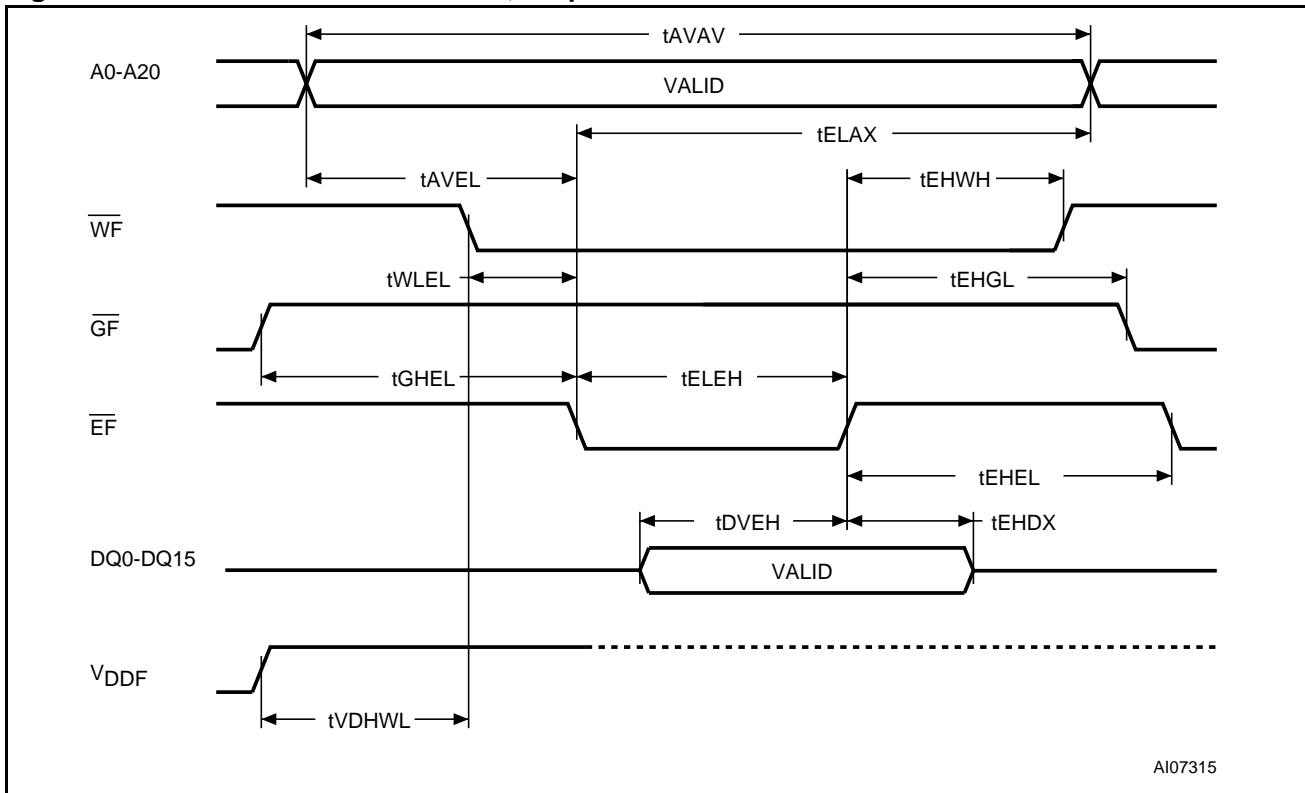 tAVAV
A0-A20
VALID
tELAX
tAVEL
tEHWH
WF
tWLEL
tEHGL
GF
tGHEL
tELEH
EF
tEHEL
tDVEH
tEHDX
DQ0-DQ15
VALID
VDDF
tVDHWL
AI07315